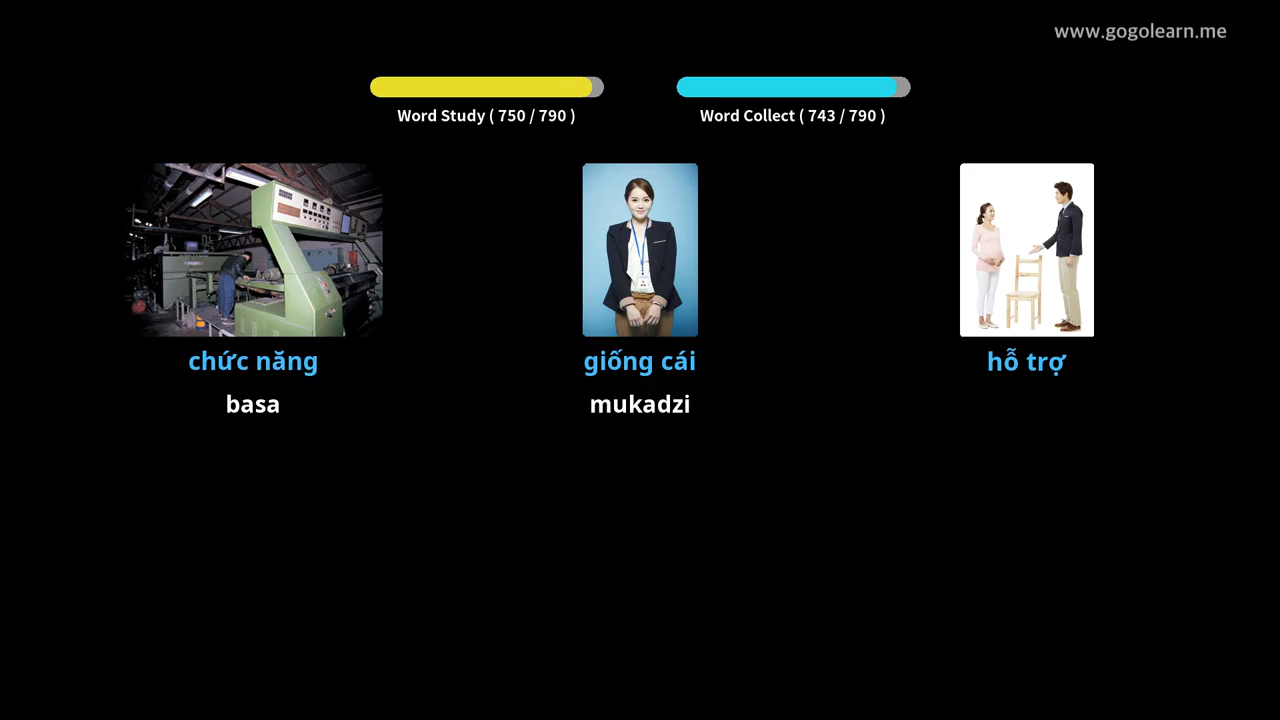 www.gogolearn.me
Word Study ( 750 / 790 )
Word Collect ( 743 / 790 )
chức năng
giống cái
hỗ trợ
basa
mukadzi